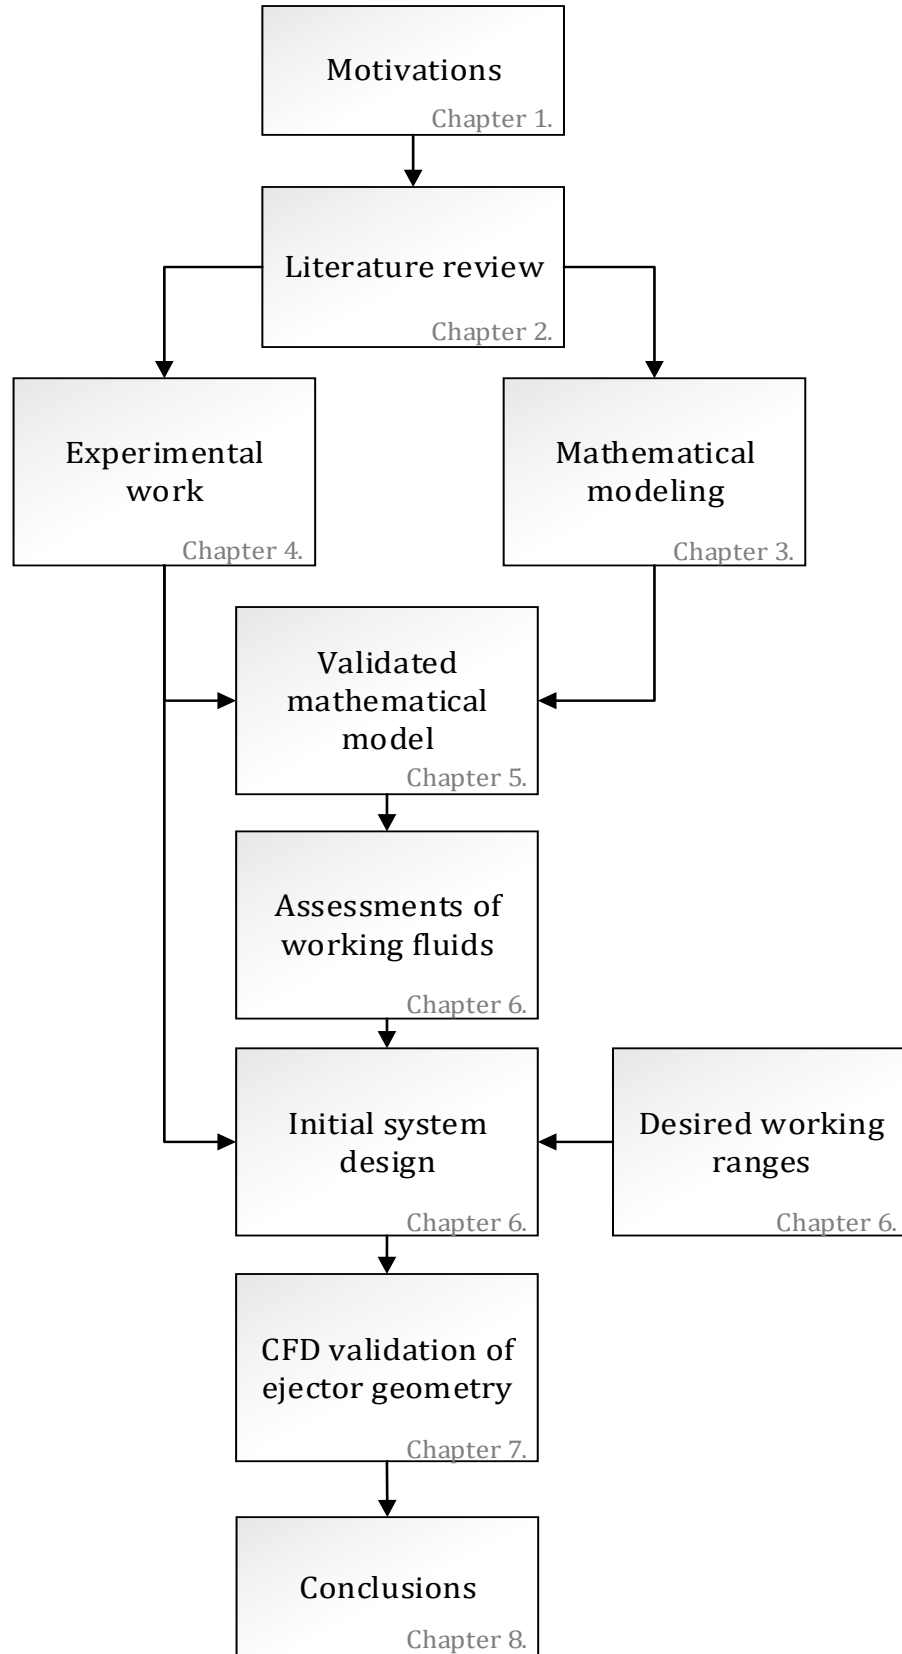 Motivations
Chapter 1.
Literature review
Chapter 2.
Experimental
work
Chapter 4.
Mathematical
modeling
Chapter 3.
Validated
mathematical
model
Chapter 5.
Assessments of
working fluids
Chapter 6.
Initial system
design
Chapter 6.
Desired working
ranges
Chapter 6.
CFD validation of
ejector geometry
Chapter 7.
Conclusions
Chapter 8.